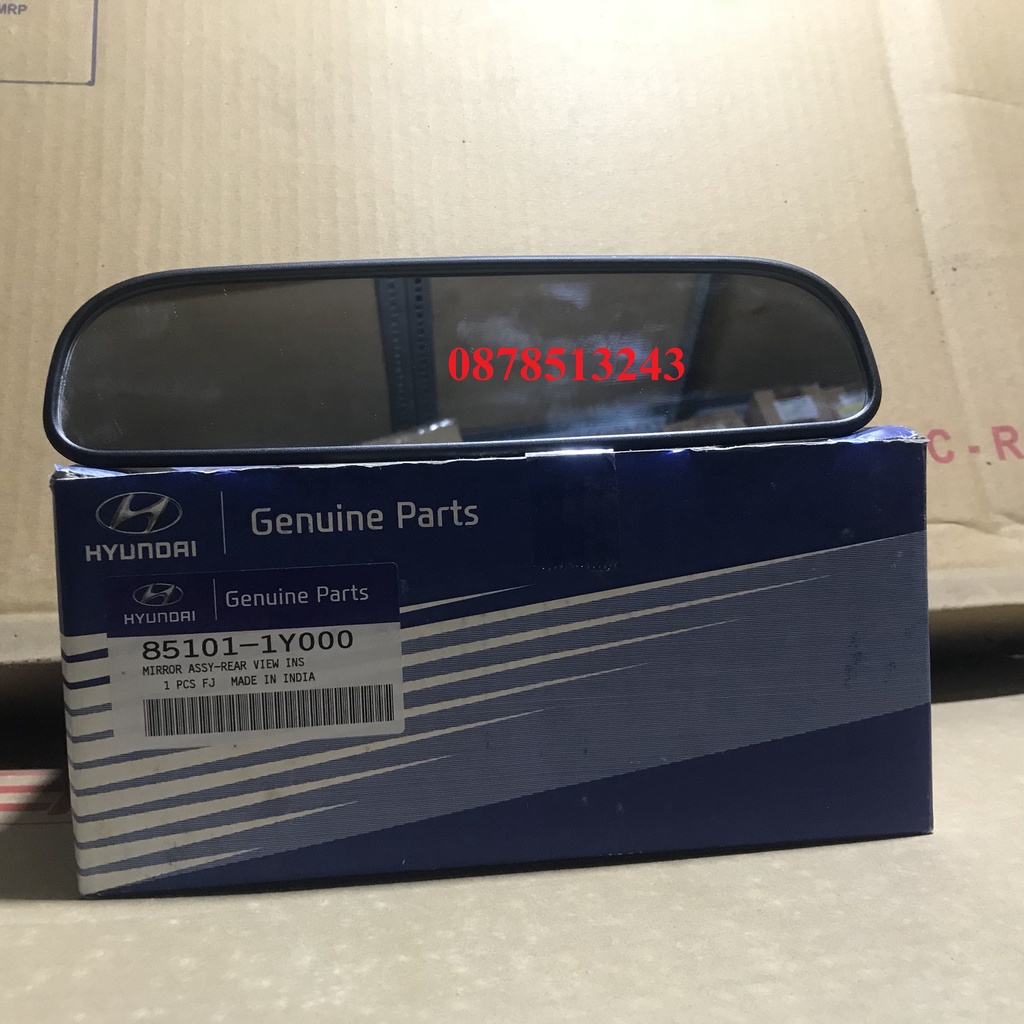 MRP
0878513243
C-R
HYUNDAI
Genuine Parts
HYUNDAI
Genuine Parts
85101-1Y000
MIRROR ASSY-REAR VIEW INS
1 PCS FJ MADE IN INDIA